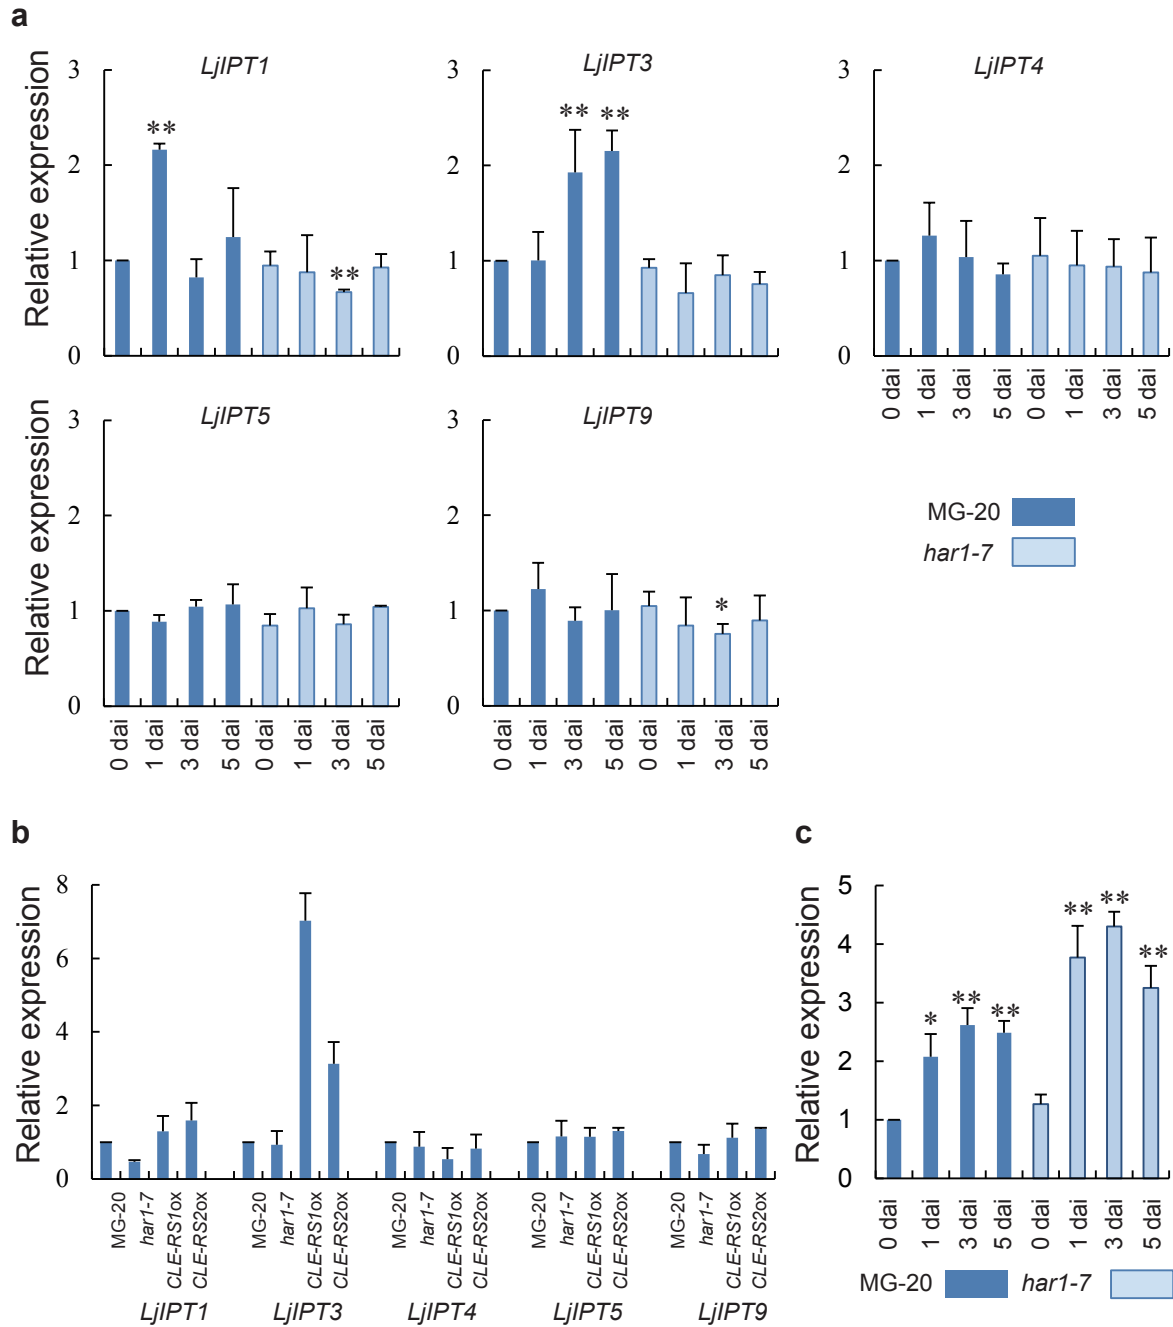 a
LjIPT1
LjIPT3
LjIPT4
Relative expression
3
2
1
0
**
**
3
2
1
0
** **
3
2
1
0
0 dai
1 dai
3 dai
5 dai
0 dai
1 dai
3 dai
5 dai
LjIPT5
LjIPT9
Relative expression
3
2
1
0
0 dai
1 dai
3 dai
5 dai
0 dai
1 dai
3 dai
5 dai
3
2
1
0
*
0 dai
1 dai
3 dai
5 dai
0 dai
1 dai
3 dai
5 dai
MG-20
har1-7
b
Relative expression
8
6
4
2
0
MG-20
har1-7
CLE-RS1ox
CLE-RS2ox
MG-20
har1-7
CLE-RS1ox
CLE-RS2ox
MG-20
har1-7
CLE-RS1ox
CLE-RS2ox
MG-20
har1-7
CLE-RS1ox
CLE-RS2ox
MG-20
har1-7
CLE-RS1ox
CLE-RS2ox
LjIPT1 LjIPT3 LjIPT4 LjIPT5 LjIPT9
c
Relative expression
5
4
3
2
1
0
*
**
**
**
**
**
0 dai
1 dai
3 dai
5 dai
0 dai
1 dai
3 dai
5 dai
MG-20 har1-7